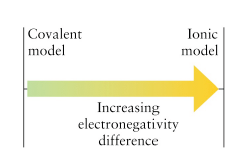 Covalent
model
Ionic
model
Increasing
electronegativity
difference